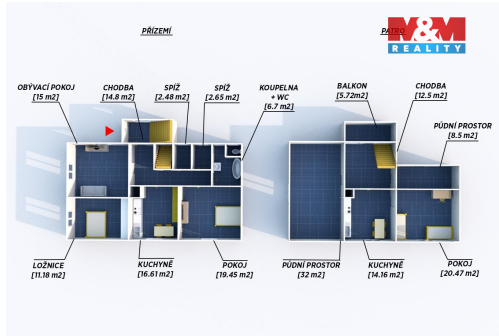 PŘÍZEMÍ
PATRO
M&M
REALITY
OBÝVACÍ POKOJ
[15 m2]
CHODBA
[14.8 m2]
SPÍŽ
[2.48 m2]
SPÍŽ
[2.65 m2]
KOUPELNA
+ WC
[6.7 m2]
BALKON
[5.72m2]
CHODBA
[12.5 m2]
PŮDNÍ PROSTOR
[8.5 m2]
LOŽNICE
[11.18 m2]
KUCHYNĚ
[16.61 m2]
POKOJ
[19.45 m2]
PŮDNÍ PROSTOR
[32 m2]
KUCHYNĚ
[14.16 m2]
POKOJ
[20.47 m2]